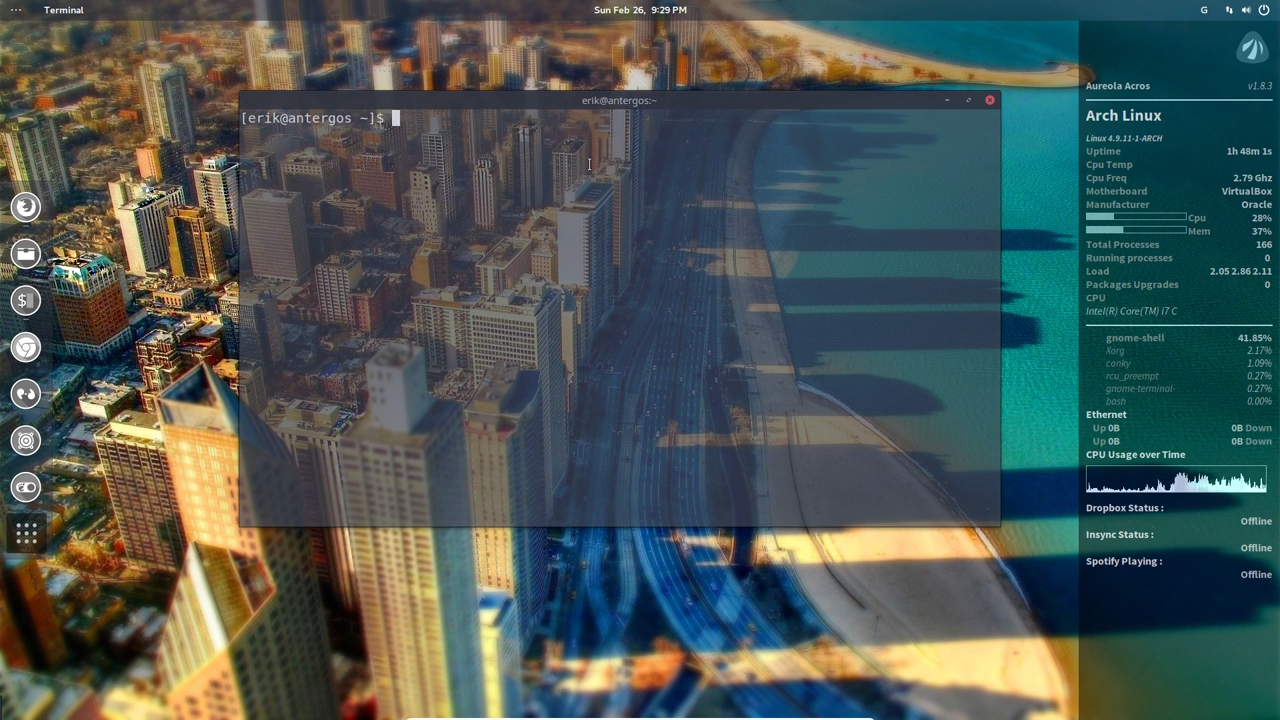 Terminal
Sun Feb 26, 9:29 PM
G
erik@antergos:~
[erik@antergos ~]$
$
Aureola Acros v1.8.3
Arch Linux
Linux 4.9.11-1-ARCH
Uptime 1h 48m 1s
Cpu Temp
Cpu Freq 2.79 Ghz
Motherboard VirtualBox
Manufacturer Oracle
Cpu 28%
Mem 37%
Total Processes 166
Running processes 0
Load 2.05 2.86 2.11
Packages Upgrades 0
CPU
Intel(R) Core(TM) i7 C
gnome-shell 41.85%
Xorg 2.17%
conky 1.09%
rcu_preempt 0.27%
gnome-terminal- 0.27%
bash 0.00%
Ethernet
Up 0B 0B Down
Up 0B 0B Down
CPU Usage over Time
Dropbox Status :
Offline
Insync Status :
Offline
Spotify Playing :
Offline